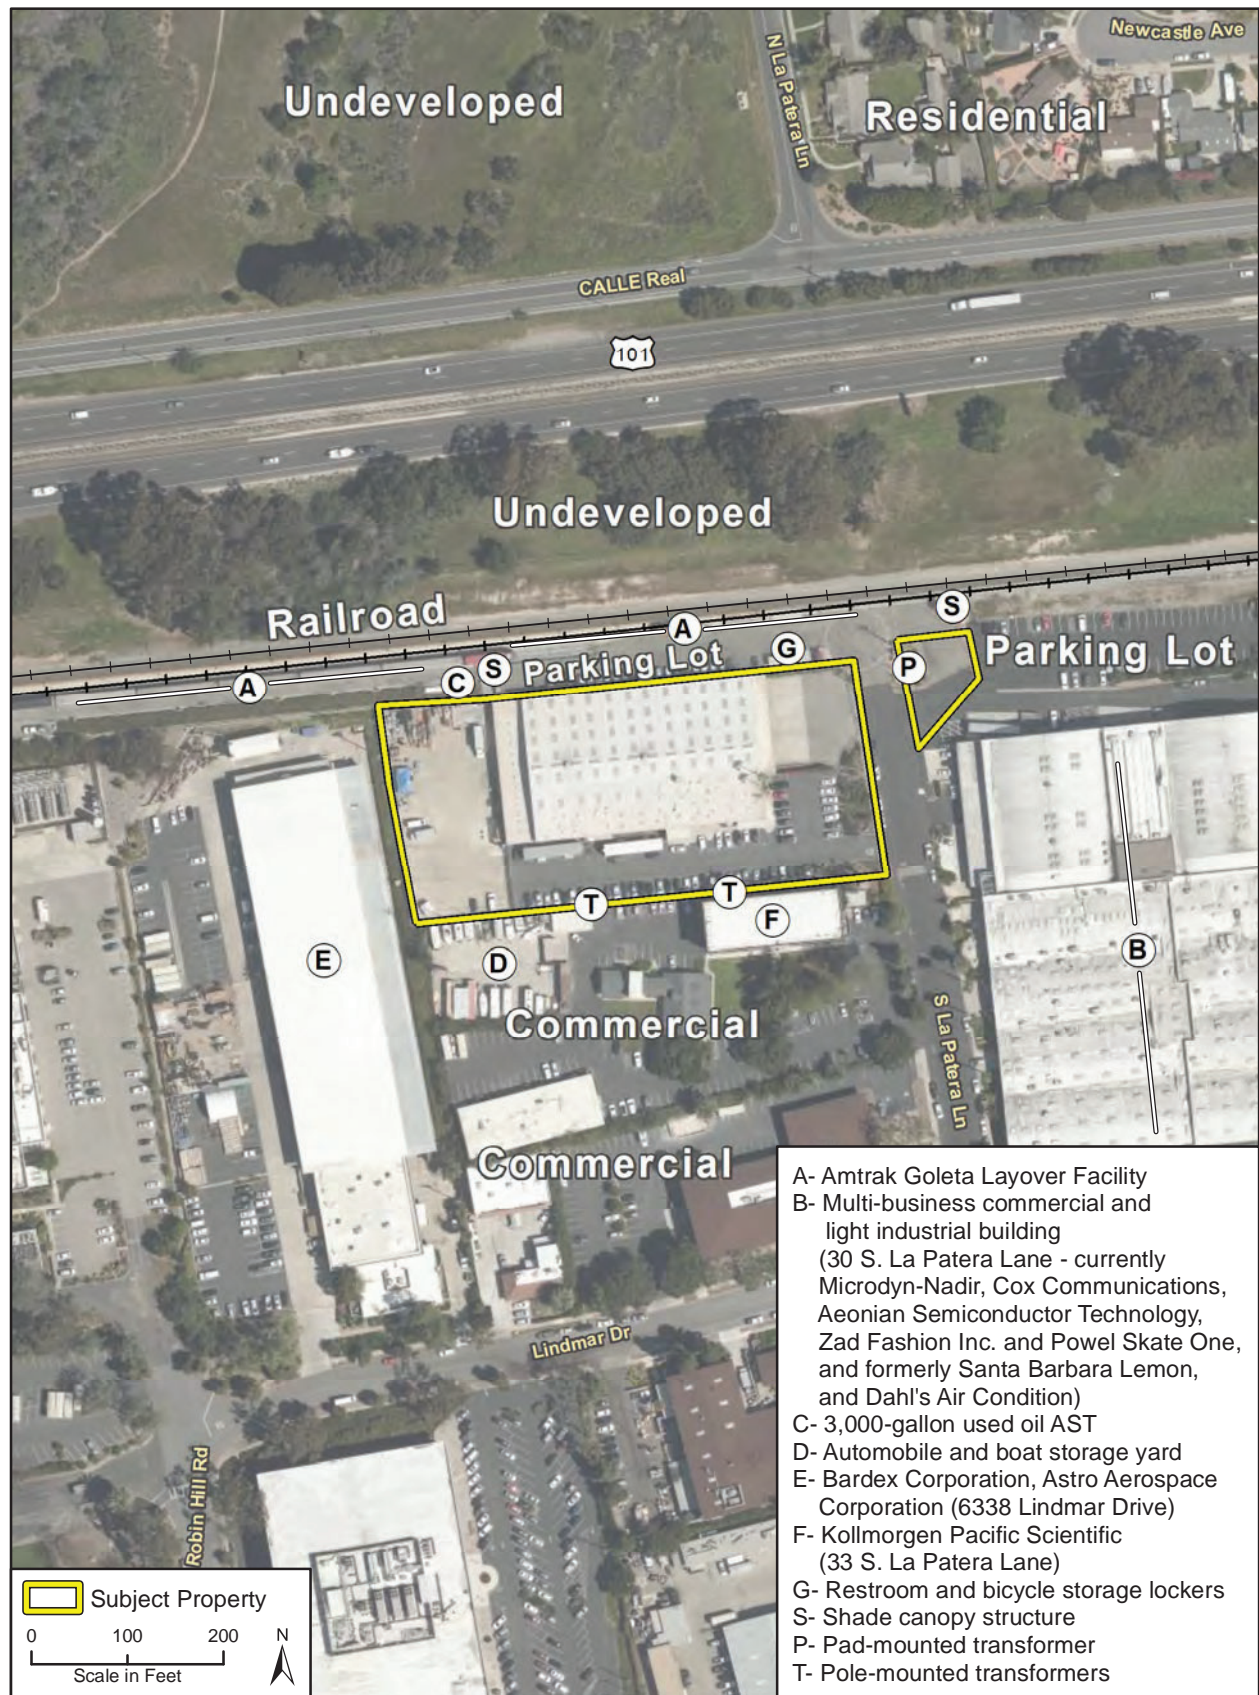 Newcastle Ave
N La Patera Ln
Undeveloped
Residential
CALLE Real
101
Undeveloped
Railroad
S
A
G
Parking Lot
S
P
Parking Lot
A
C
T
T
F
E
D
B
Commercial
S La Patera Ln
Commercial
Lindmar Dr
Robin Hill Rd
A- Amtrak Goleta Layover Facility
B- Multi-business commercial and
light industrial building
(30 S. La Patera Lane - currently
Microdyn-Nadir, Cox Communications,
Aeonian Semiconductor Technology,
Zad Fashion Inc. and Powel Skate One,
and formerly Santa Barbara Lemon,
and Dahl's Air Condition)
C- 3,000-gallon used oil AST
D- Automobile and boat storage yard
E- Bardex Corporation, Astro Aerospace
Corporation (6338 Lindmar Drive)
F- Kollmorgen Pacific Scientific
(33 S. La Patera Lane)
G- Restroom and bicycle storage lockers
S- Shade canopy structure
P- Pad-mounted transformer
T- Pole-mounted transformers
Subject Property
0 100 200
Scale in Feet
N